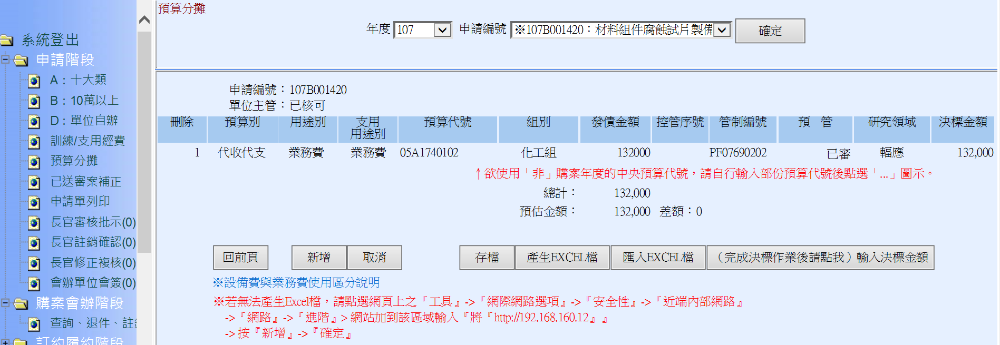 系統登出
申請階段
A：十大類
B：10萬以上
D：單位自辦
訓練/支用經費
預算分攤
已送審案補正
申請單列印
長官審核批示(0)
長官註銷確認(0)
長官修正複核(0)
會辦單位會簽(0)
購案會辦階段
查詢、退件、註
訂約履約階段
預算分攤
年度 107 申請編號 ※107B001420：材料組件腐蝕試片製備 確定
申請編號：107B001420
單位主管：已核可
刪除 預算別 用途別 支用 預算代號 組別 發價金額 控管序號 管制編號 預 管 研究領域 決標金額
用途別
1 代收代支 業務費 業務費 05A1740102 化工組 132000 PF07690202 已審 輻應 132,000
↑欲使用「非」購案年度的中央預算代號，請自行輸入部份預算代號後點選「...」圖示。
總計： 132,000
預估金額： 132,000 差額：0
回前頁 新增 取消 存檔 產生EXCEL檔 匯入EXCEL檔 （完成決標作業後請點我）輸入決標金額
※設備費與業務費使用區分說明
※若無法產生Excel檔，請點選網頁上之『工具』->『網際網路選項』->『安全性』->『近端內部網路』
->『網路』->『進階』> 網站加到該區域輸入『將『http://192.168.160.12』』
-> 按『新增』->『確定』